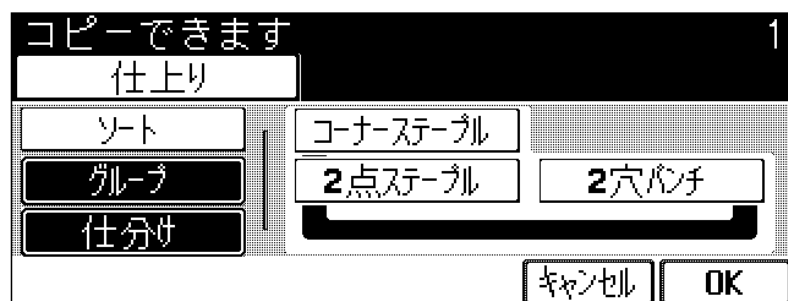 コピーできます 1
仕上り
ソート
コーナーステープル
グループ
2点ステープル
2穴パンチ
仕分け
キャンセル
OK